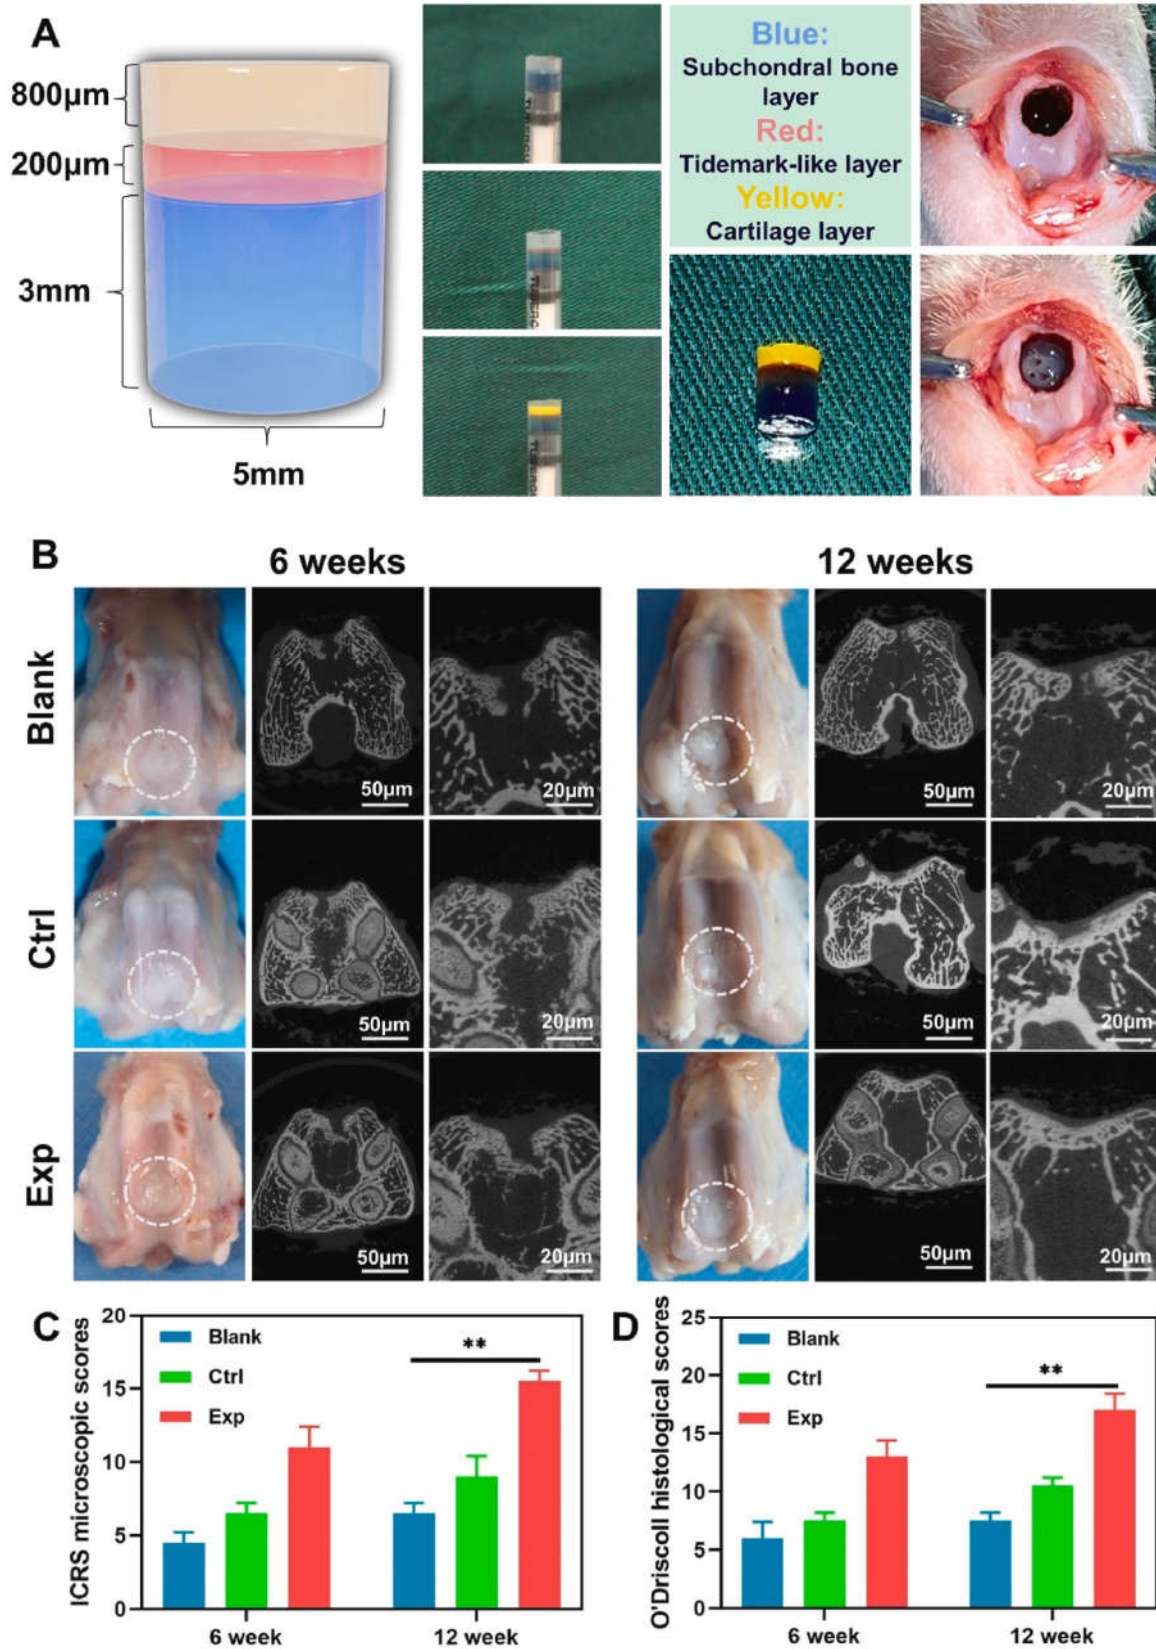 A
800μm
200μm
3mm
5mm
Blue:
Subchondral bone
layer
Red:
Tidemark-like layer
Yellow:
Cartilage layer
B
6 weeks
12 weeks
Blank
50μm
20μm
50μm
20μm
Ctrl
50μm
20μm
50μm
20μm
Exp
50μm
20μm
50μm
20μm
C
ICRS microscopic scores
20
15
10
5
0
Blank
Ctrl
Exp
**
6 week
12 week
D
O'Driscoll histological scores
25
20
15
10
5
0
Blank
Ctrl
Exp
**
6 week
12 week